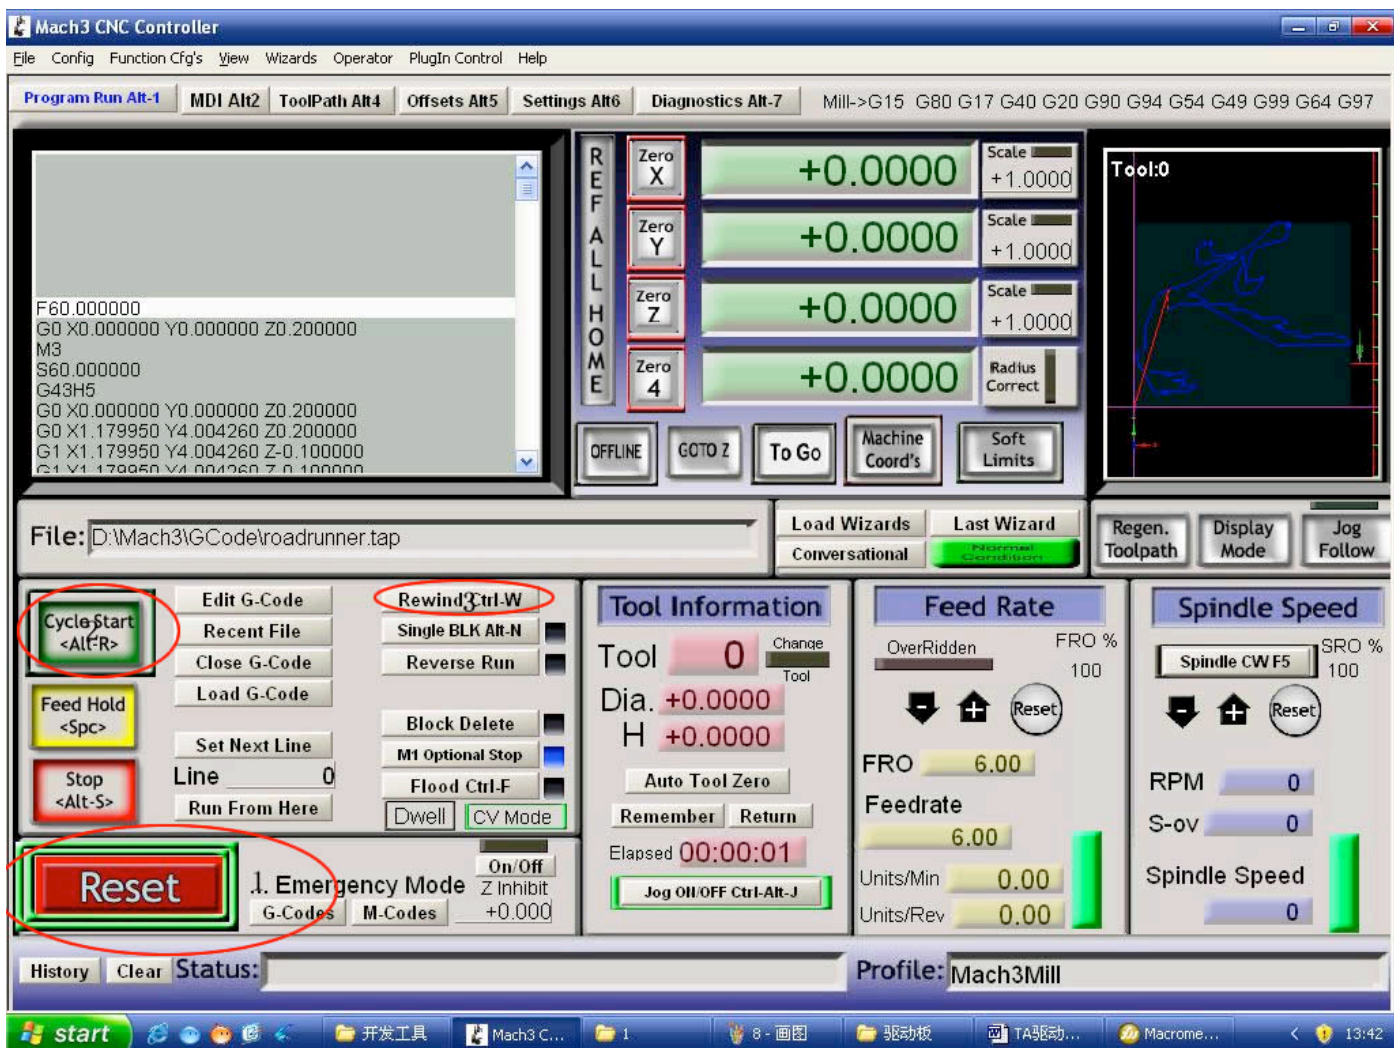 Mach3 CNC Controller
File Config Function Cfg's View Wizards Operator PlugIn Control Help
Program Run Alt-1 MDI Alt2 ToolPath Alt4 Offsets Alt5 Settings Alt6 Diagnostics Alt-7 Mill->G15 G80 G17 G40 G20 G90 G94 G54 G49 G99 G64 G97
F60.000000
G0 X0.000000 Y0.000000 Z0.200000
M3
S60.000000
G43H5
G0 X0.000000 Y0.000000 Z0.200000
G0 X1.179950 Y4.004260 Z0.200000
G1 X1.179950 Y4.004260 Z-0.100000
G1 X1.179950 Y4.004260 Z-0.100000
REF ALL HOME
Zero X +0.0000 Scale +1.0000
Zero Y +0.0000 Scale +1.0000
Zero Z +0.0000 Scale +1.0000
Zero 4 +0.0000 Radius Correct
OFFLINE GOTO Z To Go Machine Coord's Soft Limits
Tool:0
File: D:\Mach3\GCode\roadrunner.tap
Load Wizards Last Wizard
Conversational Normal Condition
Regen. Toolpath Display Mode Jog Follow
Cycle Start <Alt-R> 2
Feed Hold <Spc>
Stop <Alt-S>
Edit G-Code
Recent File
Close G-Code
Load G-Code
Set Next Line
Line 0
Run From Here
Rewind Ctrl-W 3
Single BLK Alt-N
Reverse Run
Block Delete
M1 Optional Stop
Flood Ctrl-F
Dwell CV Mode
Reset 1. Emergency Mode
G-Codes M-Codes
On/Off
Z Inhibit
+0.000
Tool Information
Tool 0 Change Tool
Dia. +0.0000
H +0.0000
Auto Tool Zero
Remember Return
Elapsed 00:00:01
Jog ON/OFF Ctrl-Alt-J
Feed Rate
OverRidden FRO %
100
Reset
FRO 6.00
Feedrate
6.00
Units/Min 0.00
Units/Rev 0.00
Spindle Speed
Spindle CW F5 SRO %
100
Reset
RPM 0
S-ov 0
Spindle Speed
0
History Clear Status:
Profile: Mach3Mill
start 开发工具 Mach3 C... 1 8 - 画图 驱动板 TA驱动... Macrome... 13:42